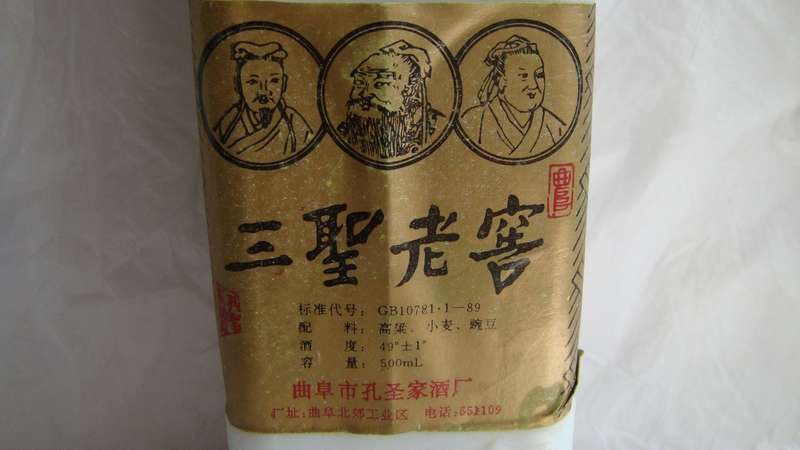 曲阜
三聖老窖
标准代号：GB10781·1—89
配　料：高粱、小麦、豌豆
酒　度：49°±1°
容　量：500mL
曲阜市孔圣家酒厂
厂址：曲阜北郊工业区　电话：651109